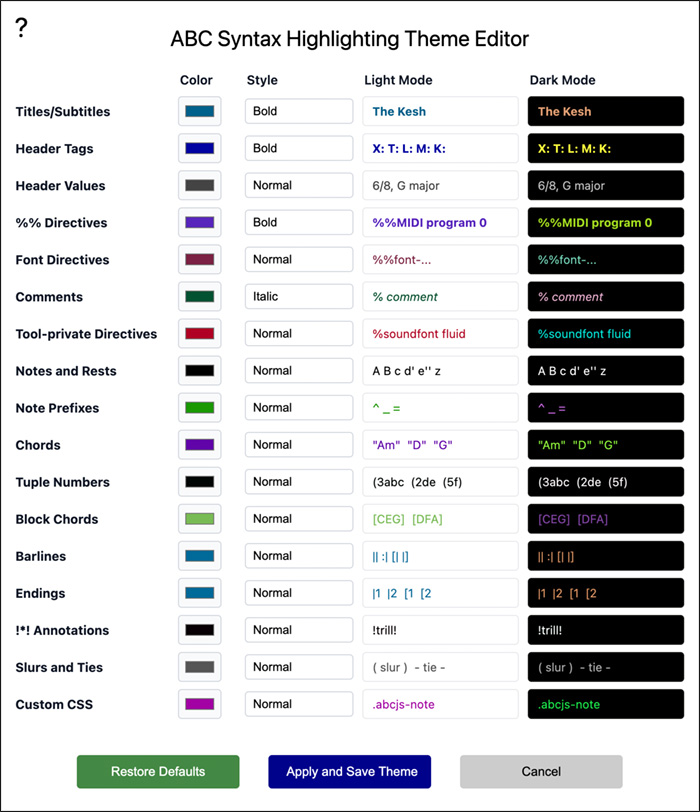 ?
ABC Syntax Highlighting Theme Editor
Color Style Light Mode Dark Mode
Titles/Subtitles Bold The Kesh The Kesh
Header Tags Bold X: T: L: M: K: X: T: L: M: K:
Header Values Normal 6/8, G major 6/8, G major
%% Directives Bold %%MIDI program 0 %%MIDI program 0
Font Directives Normal %%font-... %%font-...
Comments Italic % comment % comment
Tool-private Directives Normal %soundfont fluid %soundfont fluid
Notes and Rests Normal A B c d' e'' z A B c d' e'' z
Note Prefixes Normal ^ _ = ^ _ =
Chords Normal "Am" "D" "G" "Am" "D" "G"
Tuple Numbers Normal (3abc (2de (5f) (3abc (2de (5f)
Block Chords Normal [CEG] [DFA] [CEG] [DFA]
Barlines Normal || :| [| |] || :| [| |]
Endings Normal |1 |2 [1 [2 |1 |2 [1 [2
!*! Annotations Normal !trill! !trill!
Slurs and Ties Normal ( slur ) - tie - ( slur ) - tie -
Custom CSS Normal .abcjs-note .abcjs-note
Restore Defaults Apply and Save Theme Cancel